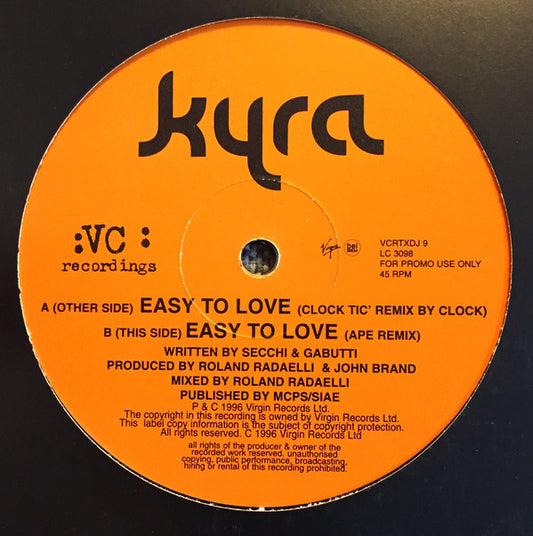 kyra
:VC :
recordings
Virgin
VCRTXDJ 9
LC 3098
FOR PROMO USE ONLY
45 RPM
A (OTHER SIDE) EASY TO LOVE (CLOCK TIC' REMIX BY CLOCK)
B (THIS SIDE) EASY TO LOVE (APE REMIX)
WRITTEN BY SECCHI & GABUTTI
PRODUCED BY ROLAND RADAELLI & JOHN BRAND
MIXED BY ROLAND RADAELLI
PUBLISHED BY MCPS/SIAE
P & C 1996 Virgin Records Ltd.
The copyright in this recording is owned by Virgin Records Ltd.
This label copy information is the subject of copyright protection.
All rights reserved. C 1996 Virgin Records Ltd
all rights of the producer & owner of the
recorded work reserved. unauthorised
copying, public performance, broadcasting,
hiring or rental of this recording prohibited.